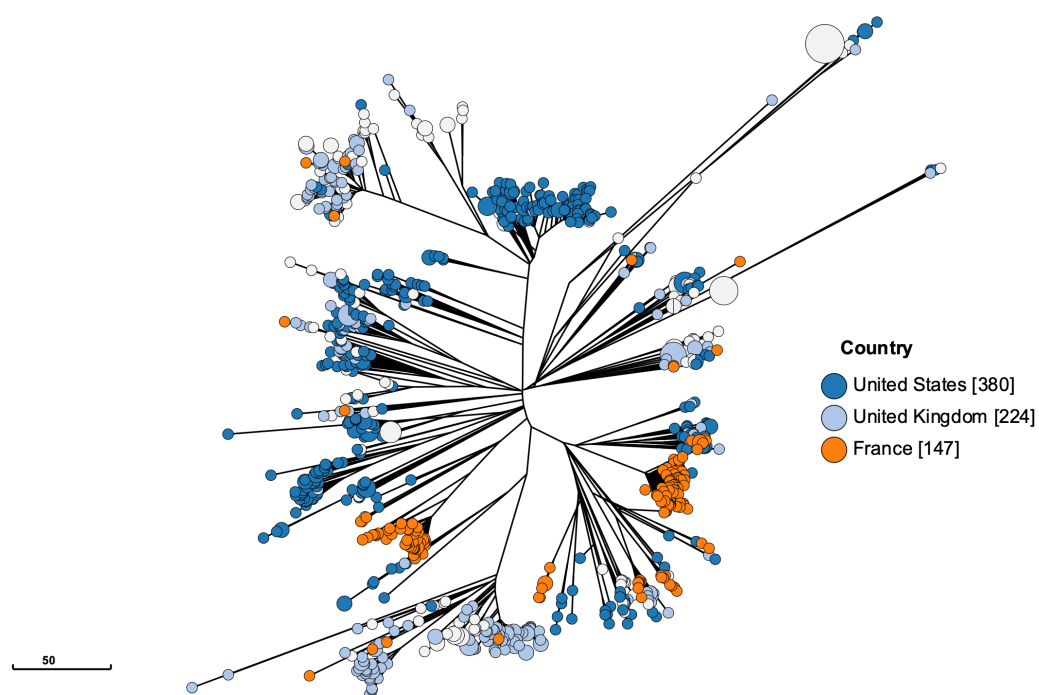 Country
United States [380]
United Kingdom [224]
France [147]
50